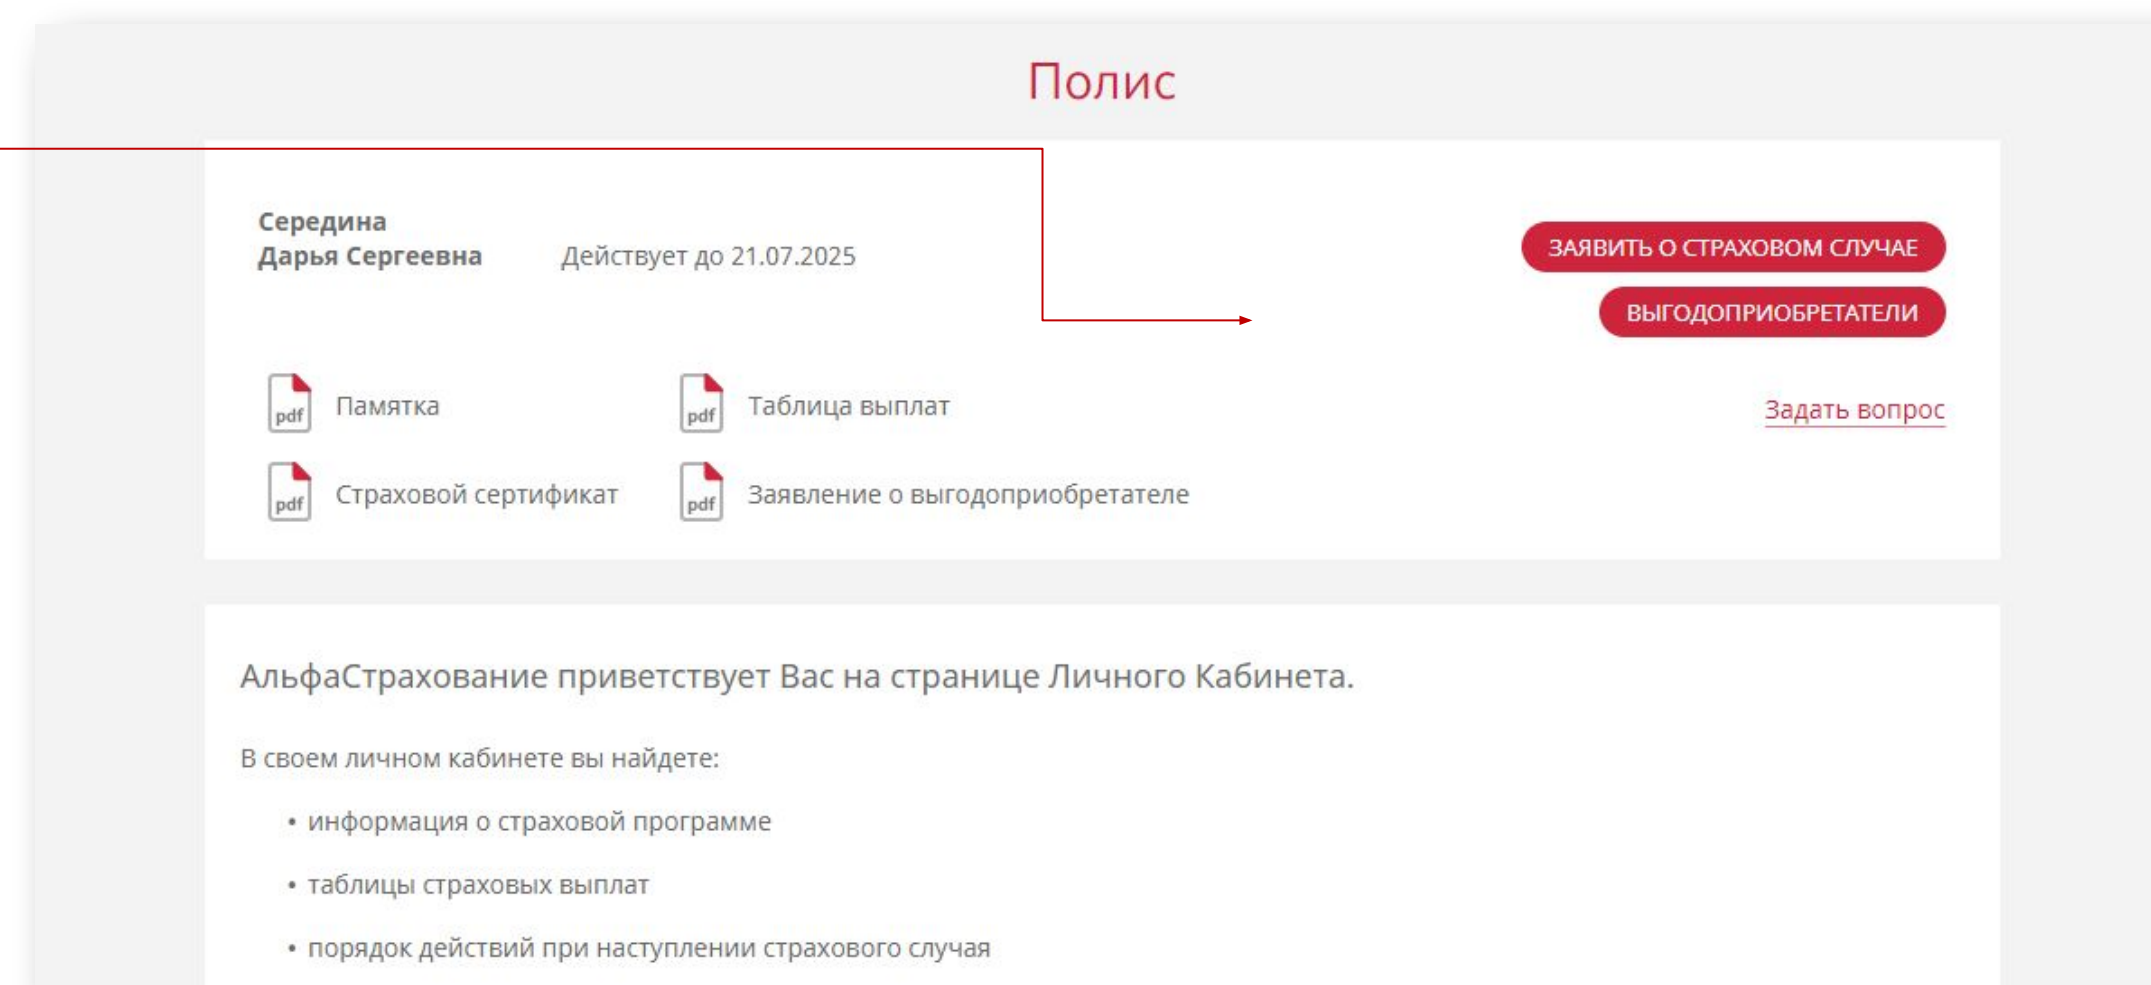 Полис
Середина
Дарья Сергеевна
Действует до 21.07.2025
ЗАЯВИТЬ О СТРАХОВОМ СЛУЧАЕ
ВЫГОДОПРИОБРЕТАТЕЛИ
pdf Памятка
pdf Таблица выплат
Задать вопрос
pdf Страховой сертификат
pdf Заявление о выгодоприобретателе
АльфаСтрахование приветствует Вас на странице Личного Кабинета.
В своем личном кабинете вы найдете:
• информация о страховой программе
• таблицы страховых выплат
• порядок действий при наступлении страхового случая